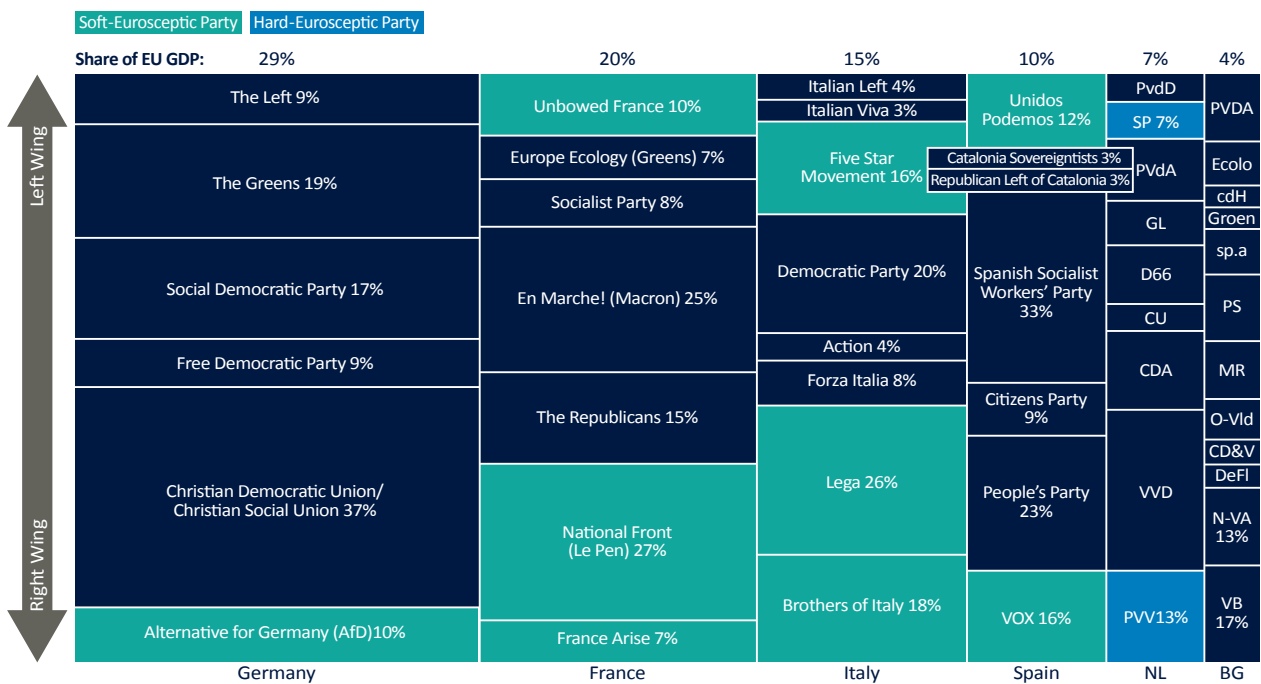 Soft-Eurosceptic Party
Hard-Eurosceptic Party
Share of EU GDP:
29%
20%
15%
10%
7%
4%
Left Wing
Right Wing
The Left 9%
The Greens 19%
Social Democratic Party 17%
Free Democratic Party 9%
Christian Democratic Union/
Christian Social Union 37%
Alternative for Germany (AfD)10%
Germany
Unbowed France 10%
Europe Ecology (Greens) 7%
Socialist Party 8%
En Marche! (Macron) 25%
The Republicans 15%
National Front
(Le Pen) 27%
France Arise 7%
France
Italian Left 4%
Italian Viva 3%
Five Star
Movement 16%
Democratic Party 20%
Action 4%
Forza Italia 8%
Lega 26%
Brothers of Italy 18%
Italy
Unidos
Podemos 12%
Catalonia Sovereigntists 3%
Republican Left of Catalonia 3%
Spanish Socialist
Workers’ Party
33%
Citizens Party
9%
People’s Party
23%
VOX 16%
Spain
PvdD
SP 7%
PVdA
GL
D66
CU
CDA
VVD
PVV13%
NL
PVDA
Ecolo
cdH
Groen
sp.a
PS
MR
O-Vld
CD&V
DeFl
N-VA
13%
VB
17%
BG